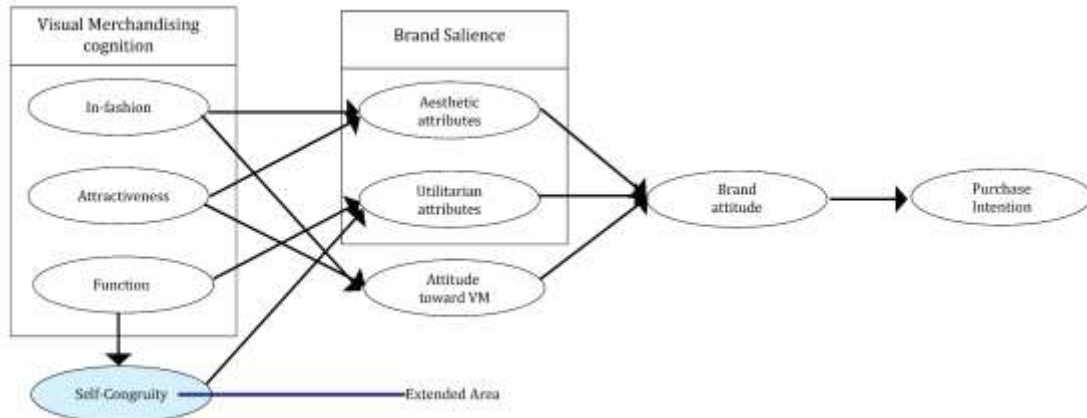 Visual Merchandising
cognition
Brand Salience
In-fashion
Aesthetic
attributes
Attractiveness
Utilitarian
attributes
Brand
attitude
Purchase
Intention
Function
Attitude
toward VM
Self-Congruity
Extended Area